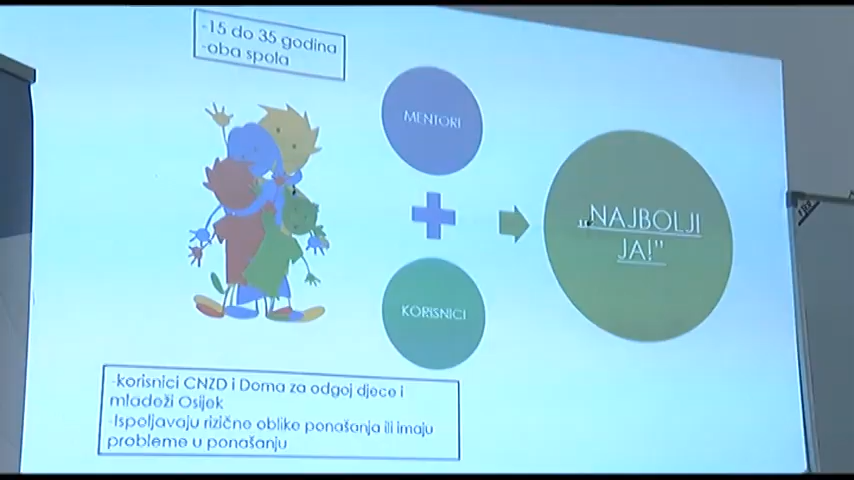 -15 do 35 godina
-oba spola
MENTORI
„NAJBOLJI
JA!"
KORISNICI
-korisnici CNZD i Doma za odgoj djece i
mladeži Osijek
-Ispoljavaju rizične oblike ponašanja ili imaju
probleme u ponašanju